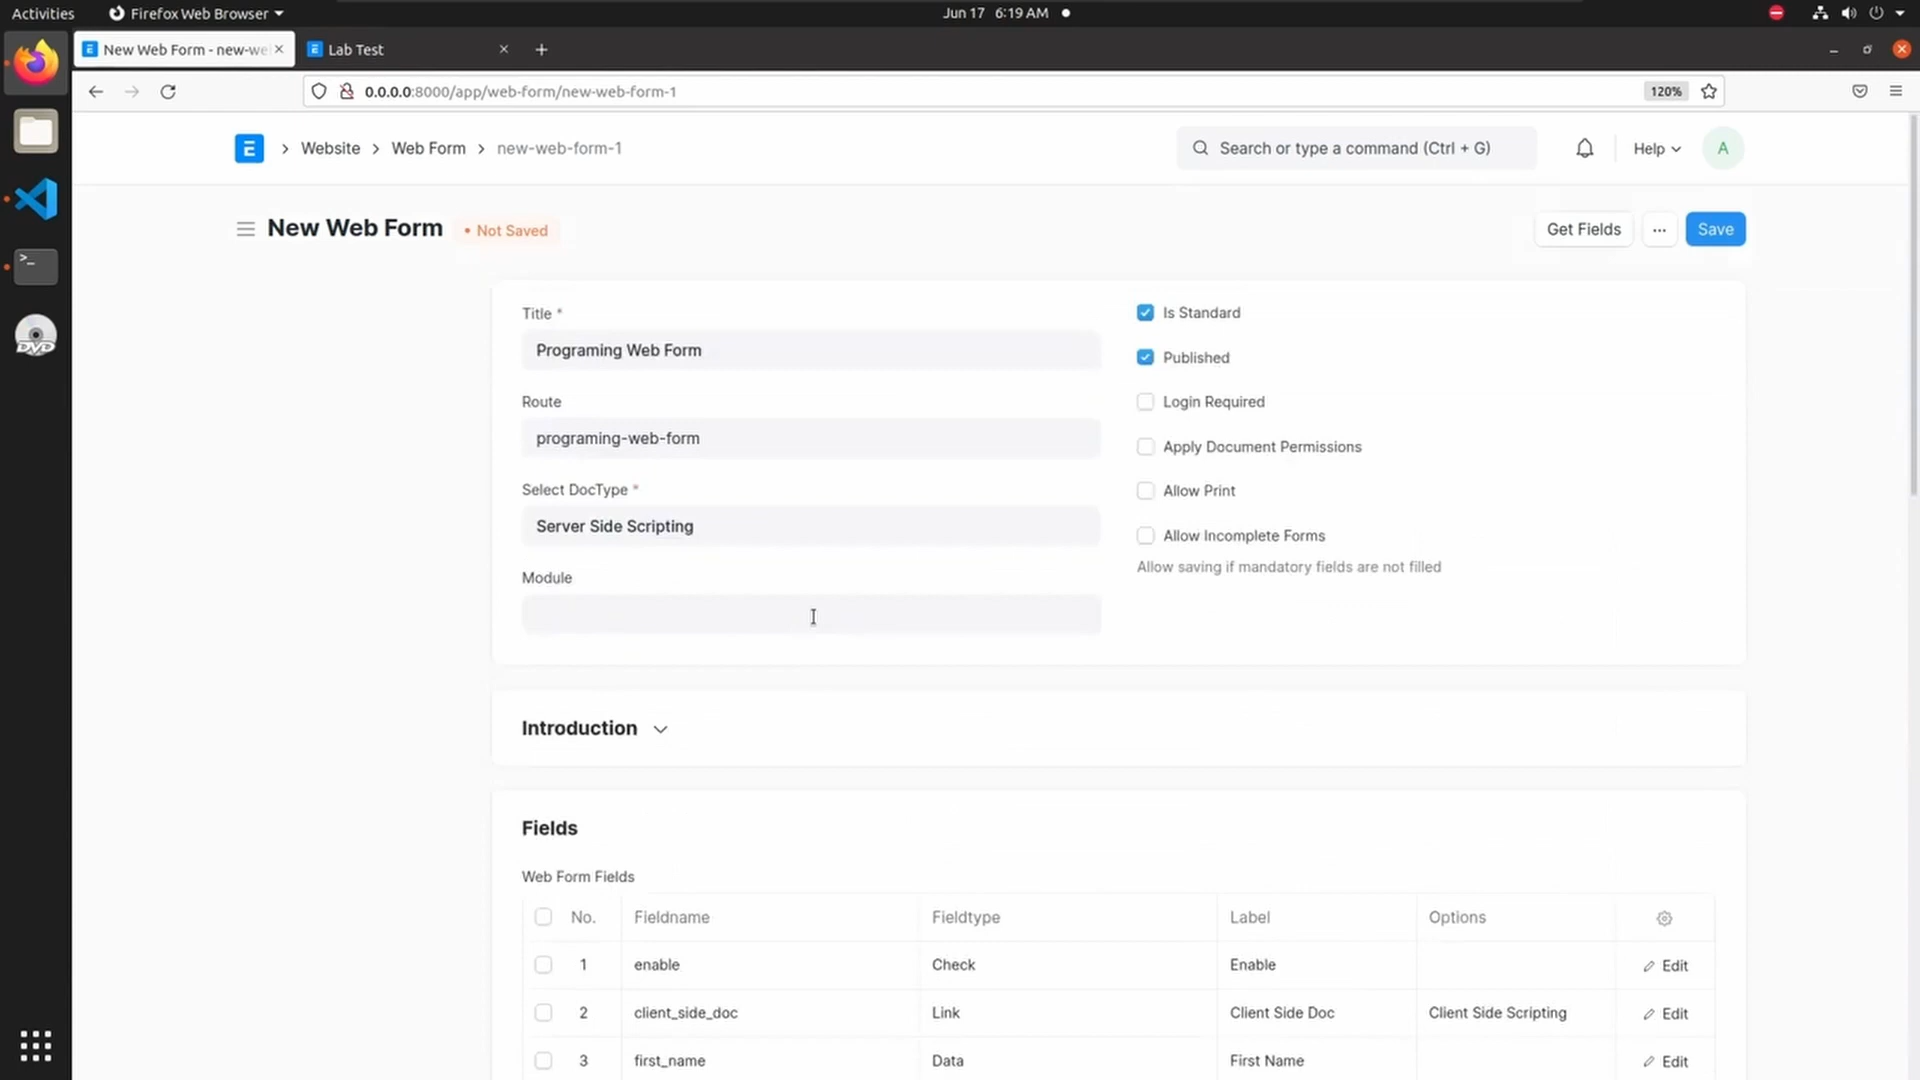 Activities
Firefox Web Browser
Jun 17 6:19 AM
New Web Form - new-we
Lab Test
0.0.0.0:8000/app/web-form/new-web-form-1
120%
E
Website
Web Form
new-web-form-1
Search or type a command (Ctrl + G)
Help
A
New Web Form
Not Saved
Get Fields
...
Save
Title *
Programing Web Form
Route
programing-web-form
Select DocType *
Server Side Scripting
Module
Is Standard
Published
Login Required
Apply Document Permissions
Allow Print
Allow Incomplete Forms
Allow saving if mandatory fields are not filled
Introduction
Fields
Web Form Fields
No. Fieldname Fieldtype Label Options
1 enable Check Enable Edit
2 client_side_doc Link Client Side Doc Client Side Scripting Edit
3 first_name Data First Name Edit
DVD